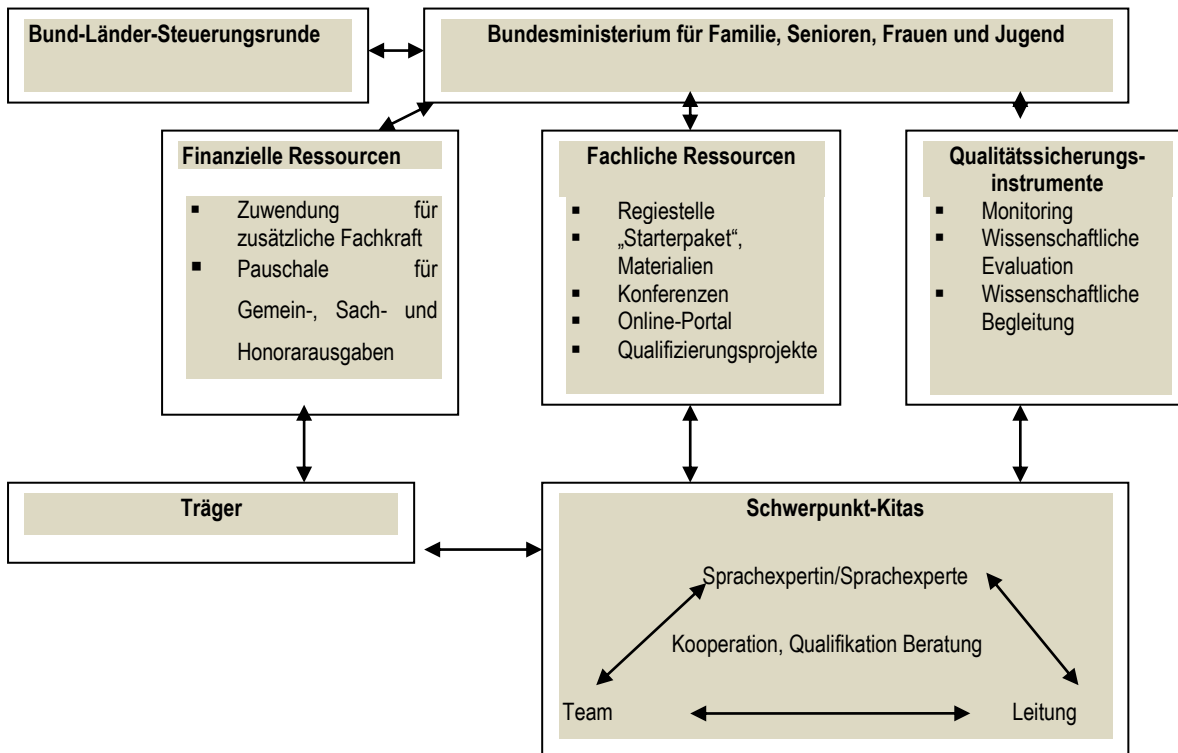 Bund-Länder-Steuerungsrunde
Bundesministerium für Familie, Senioren, Frauen und Jugend
Finanzielle Ressourcen
▪ Zuwendung für
zusätzliche Fachkraft
▪ Pauschale für
Gemein-, Sach- und
Honorarausgaben
Fachliche Ressourcen
▪ Regiestelle
▪ „Starterpaket“,
Materialien
▪ Konferenzen
▪ Online-Portal
▪ Qualifizierungsprojekte
Qualitätssicherungs-
instrumente
▪ Monitoring
▪ Wissenschaftliche
Evaluation
▪ Wissenschaftliche
Begleitung
Träger
Schwerpunkt-Kitas
Sprachexpertin/Sprachexperte
Kooperation, Qualifikation Beratung
Team
Leitung